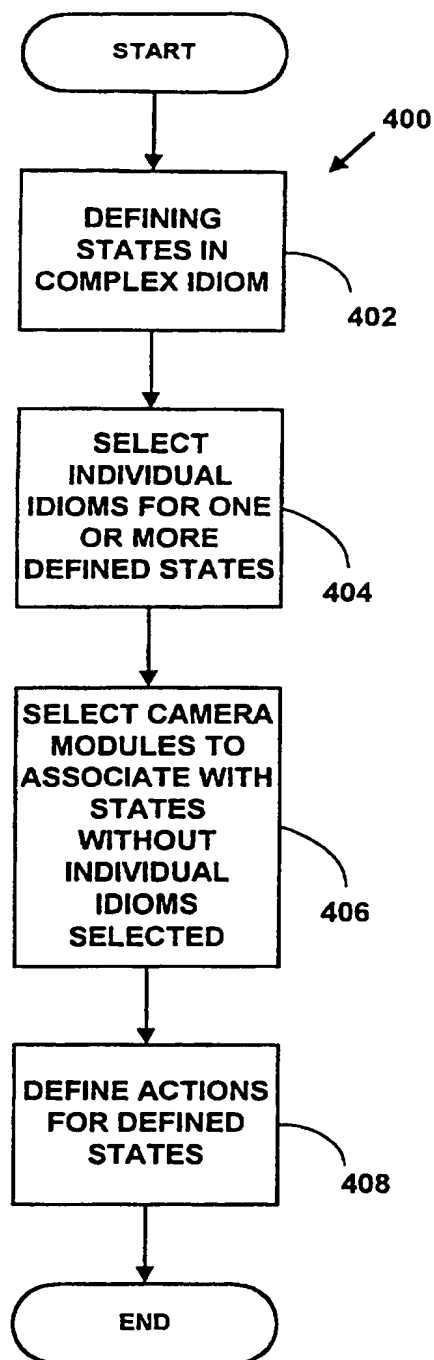 START
400
DEFINING
STATES IN
COMPLEX IDIOM
402
SELECT
INDIVIDUAL
IDIOMS FOR ONE
OR MORE
DEFINED STATES
404
SELECT CAMERA
MODULES TO
ASSOCIATE WITH
STATES
WITHOUT
INDIVIDUAL
IDIOMS
SELECTED
406
DEFINE ACTIONS
FOR DEFINED
STATES
408
END